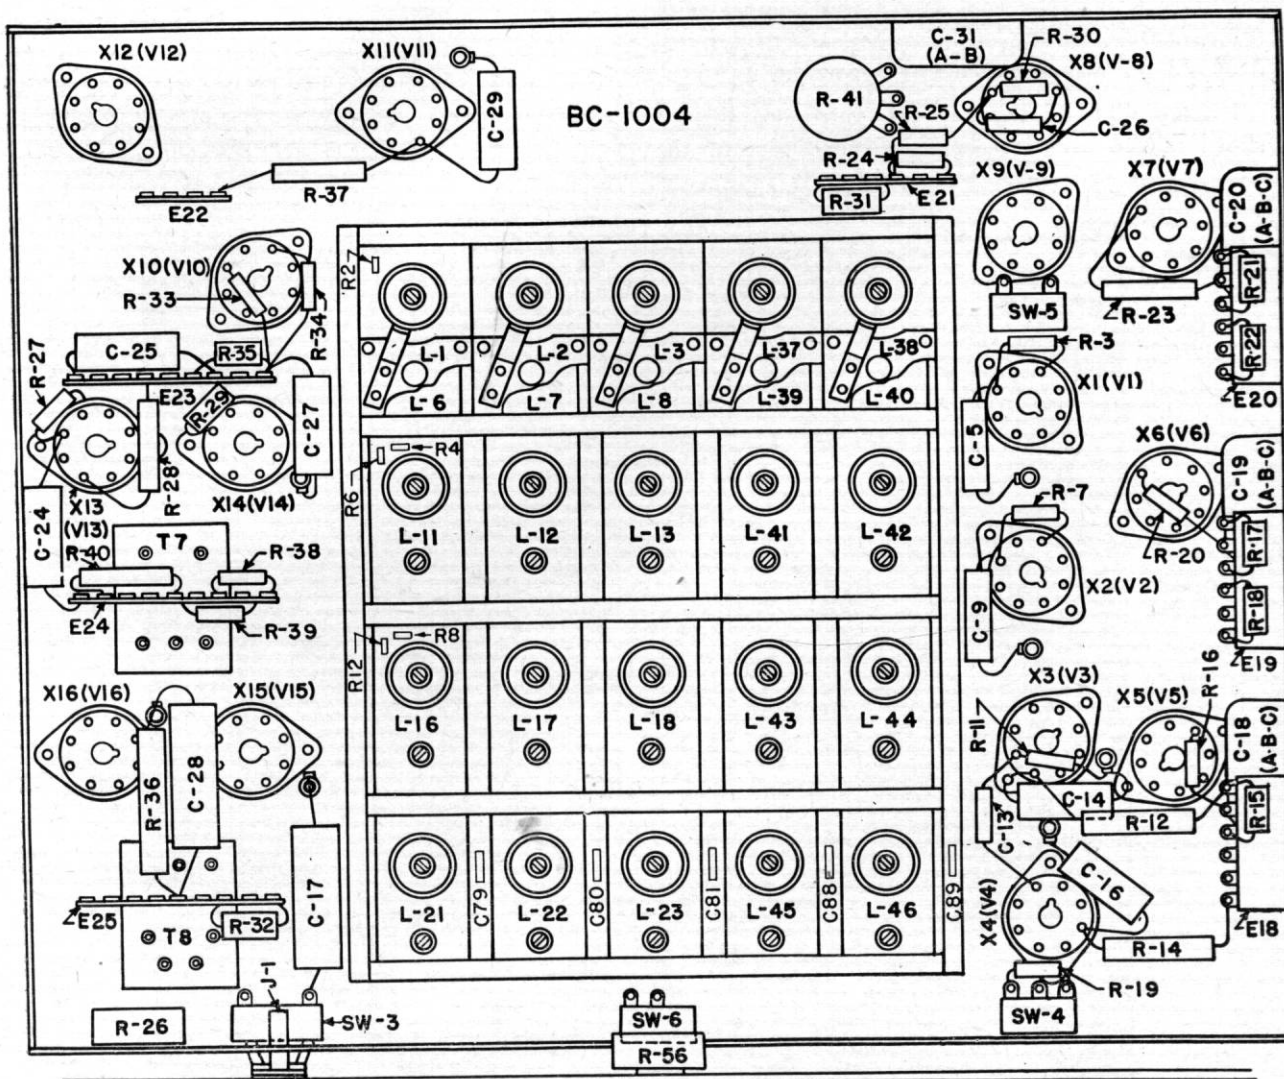 X12(V12)
X11(V11)
C-29
BC-1004
C-31
(A-B)
R-30
X8(V-8)
R-41
R-25
C-26
R-24
R-31
E21
E22
R-37
X9(V-9)
X7(V7)
C-20
(A-B-C)
SW-5
R-23
R-21
R-22
E20
X10(V10)
R-33
R-34
R-27
C-25
R-35
E23
R-29
C-27
R-28
X13
(V13)
X14(V14)
C-24
R2
L-1
L-2
L-3
L-37
L-38
L-6
L-7
L-8
L-39
L-40
R-3
X1(V1)
C-5
X6(V6)
C-19
(A-B-C)
R4
R6
L-11
L-12
L-13
L-41
L-42
R-7
R-20
R-17
R-18
E19
X2(V2)
C-9
R-40
T7
R-38
E24
R-39
R8
R12
L-16
L-17
L-18
L-43
L-44
X3(V3)
R-11
X5(V5)
R-16
C-18
(A-B-C)
C-14
C-13
R-12
R-15
X16(V16)
X15(V15)
R-36
C-28
C-17
L-21
C79
L-22
C80
L-23
C81
L-45
C88
L-46
C89
X4(V4)
C-16
R-14
E18
R-19
SW-4
E25
R-32
T8
J-1
R-26
SW-3
SW-6
R-56